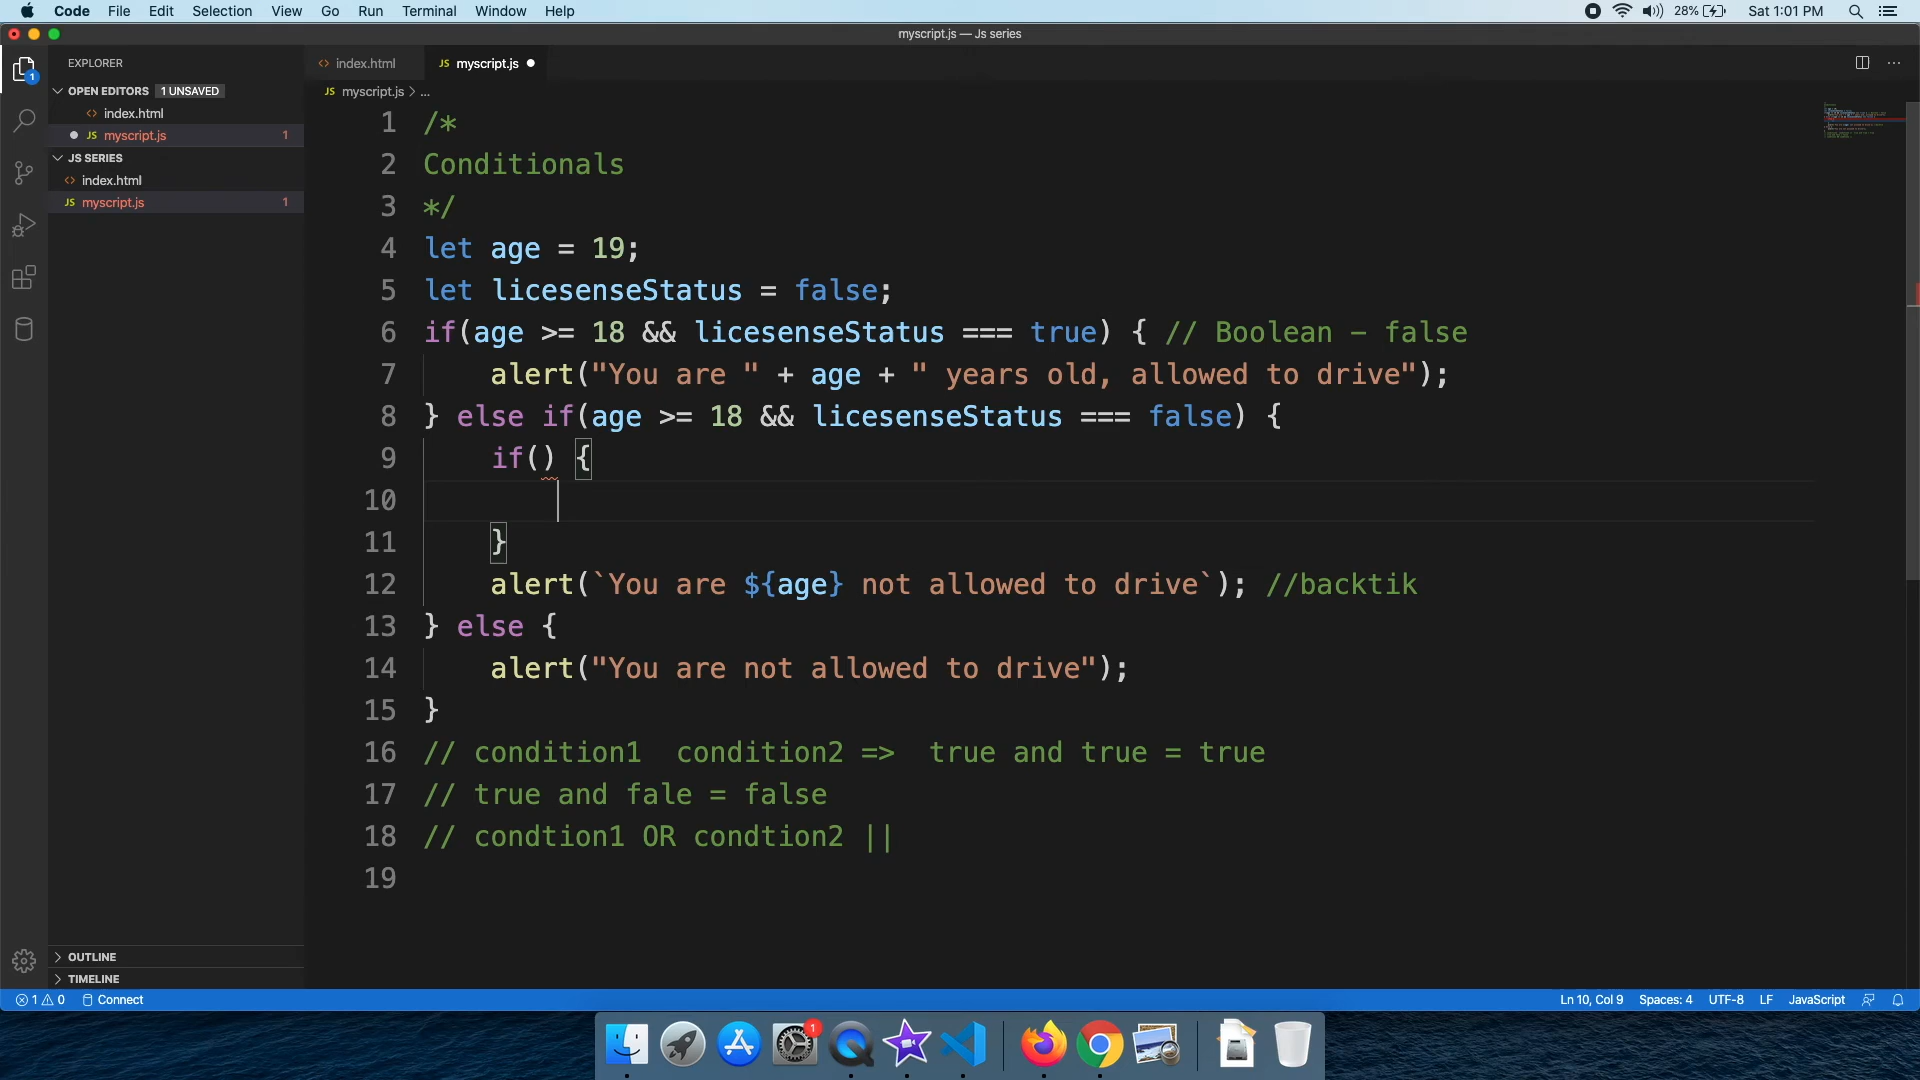 Code File Edit Selection View Go Run Terminal Window Help 28% Sat 1:01 PM
myscript.js — Js series
EXPLORER
OPEN EDITORS 1 UNSAVED
index.html
myscript.js 1
JS SERIES
index.html
JS myscript.js 1
index.html JS myscript.js
JS myscript.js > ...
1 /*
2 Conditionals
3 */
4 let age = 19;
5 let licesenseStatus = false;
6 if(age >= 18 && licesenseStatus === true) { // Boolean - false
7 alert("You are " + age + " years old, allowed to drive");
8 } else if(age >= 18 && licesenseStatus === false) {
9 if() {
10
11 }
12 alert(`You are ${age} not allowed to drive`); //backtik
13 } else {
14 alert("You are not allowed to drive");
15 }
16 // condition1  condition2 =>  true and true = true
17 // true and fale = false
18 // condtion1 OR condtion2 ||
19
OUTLINE
TIMELINE
1 0 Connect Ln 10, Col 9 Spaces: 4 UTF-8 LF JavaScript
1